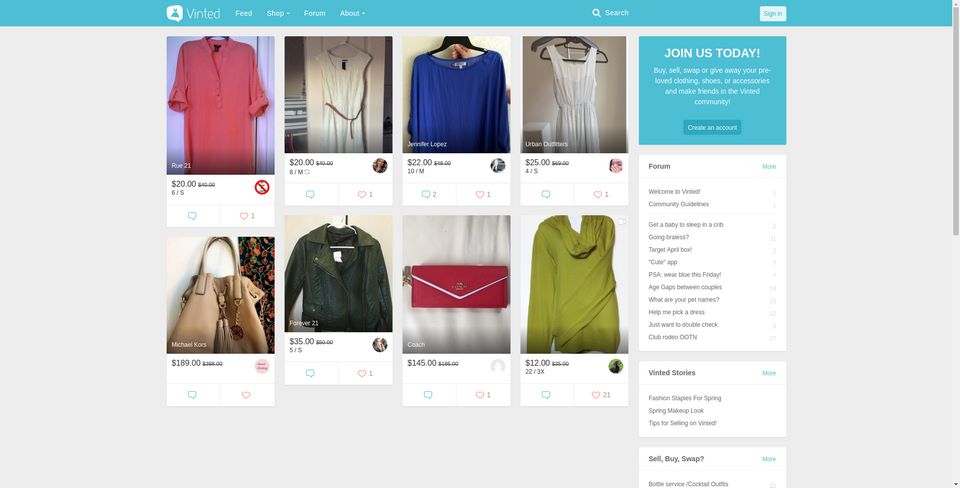 Vinted
Feed
Shop
Forum
About
Search
Sign in
Rue 21
$20.00 $40.00
6 / S
1
$20.00 $40.00
8 / M
1
Jennifer Lopez
$22.00 $48.00
10 / M
2
1
Urban Outfitters
$25.00 $69.00
4 / S
1
Michael Kors
$189.00 $398.00
Forever 21
$35.00 $50.00
5 / S
1
Coach
$145.00 $185.00
1
$12.00 $35.00
22 / 3X
21
JOIN US TODAY!
Buy, sell, swap or give away your pre-
loved clothing, shoes, or accessories
and make friends in the Vinted
community!
Create an account
Forum More
Welcome to Vinted! 1
Community Guidelines 1
Get a baby to sleep in a crib 2
Going braless? 31
Target April box! 2
"Cute" app 7
PSA: wear blue this Friday! 7
Age Gaps between couples
What are your pet names?
Help me pick a dress 12
Just want to double check 5
Club rodeo OOTN 27
Vinted Stories More
Fashion Staples For Spring
Spring Makeup Look
Tips for Selling on Vinted!
Sell, Buy, Swap? More
Bottle service /Cocktail Outfits